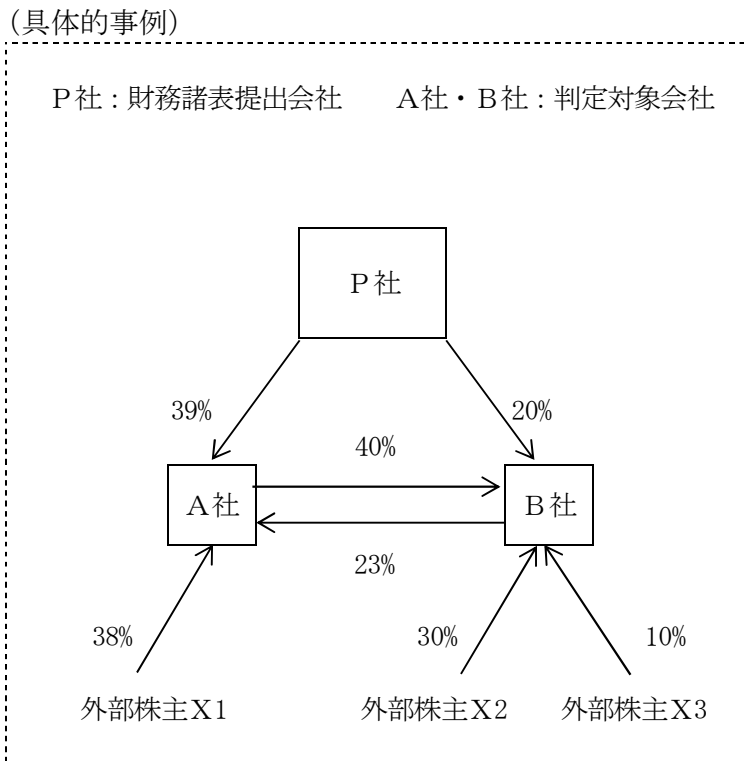 (具体的事例)
P社：財務諸表提出会社　　A社・B社：判定対象会社
P社
39%
20%
40%
A社
B社
23%
38%
30%
10%
外部株主X1
外部株主X2
外部株主X3